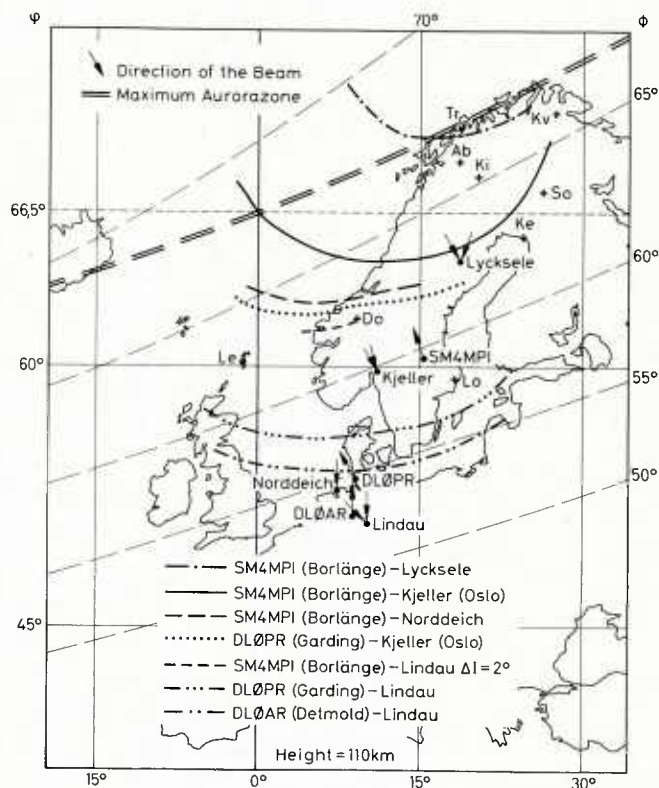 φ 70° Φ
Direction of the Beam
Maximum Aurorazone
65°
Tr
Kv
Ab
Ki
So
66,5°
Ke
60°
Lycksele
Do
SM4MPI
Le
60°
Kjeller
Lo
55°
Norddeich
DLØPR
50°
DLØAR
Lindau
SM4MPI (Borlänge)–Lycksele
SM4MPI (Borlänge)–Kjeller (Oslo)
45°
SM4MPI (Borlänge)–Norddeich
DLØPR (Garding)–Kjeller (Oslo)
SM4MPI (Borlänge)–Lindau ΔI=2°
DLØPR (Garding)–Lindau
DLØAR (Detmold)–Lindau
Height=110km
15° 0° 15° 30°